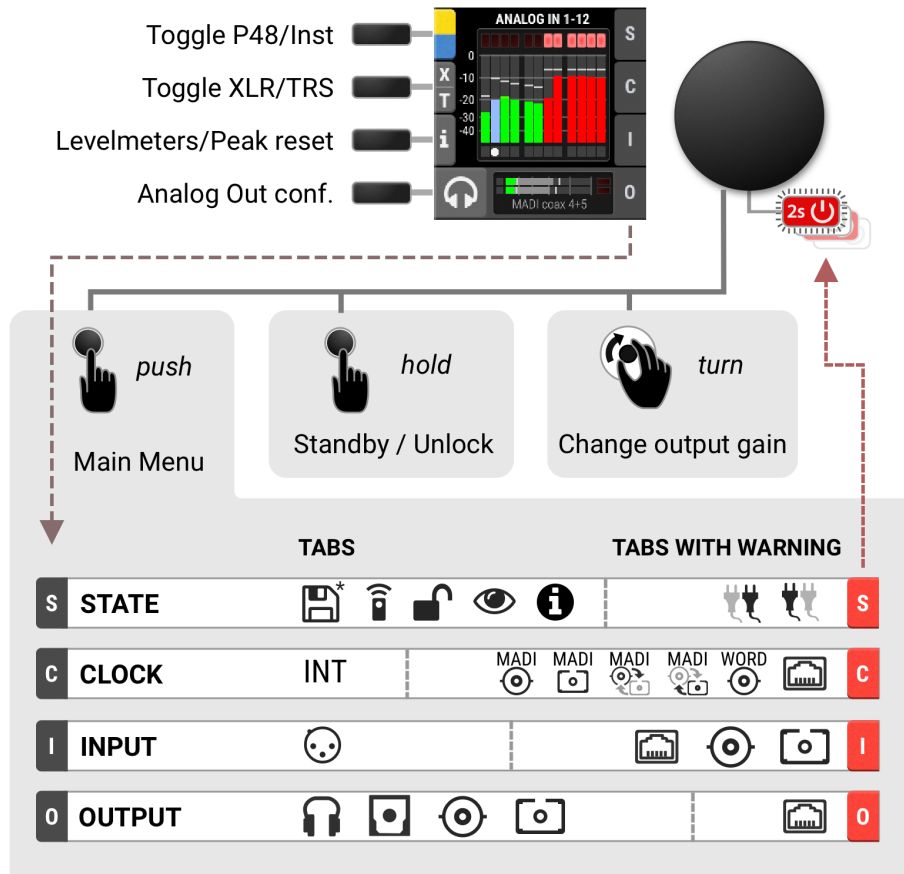 Toggle P48/Inst
Toggle XLR/TRS
Levelmeters/Peak reset
Analog Out conf.
ANALOG IN 1-12
0
-10
-20
-30
-40
X
T
i
S
C
I
O
MADI coax 4+5
2s
push
Main Menu
hold
Standby / Unlock
turn
Change output gain
TABS
TABS WITH WARNING
S STATE * i S
C CLOCK INT MADI MADI MADI MADI WORD C
I INPUT I
O OUTPUT O